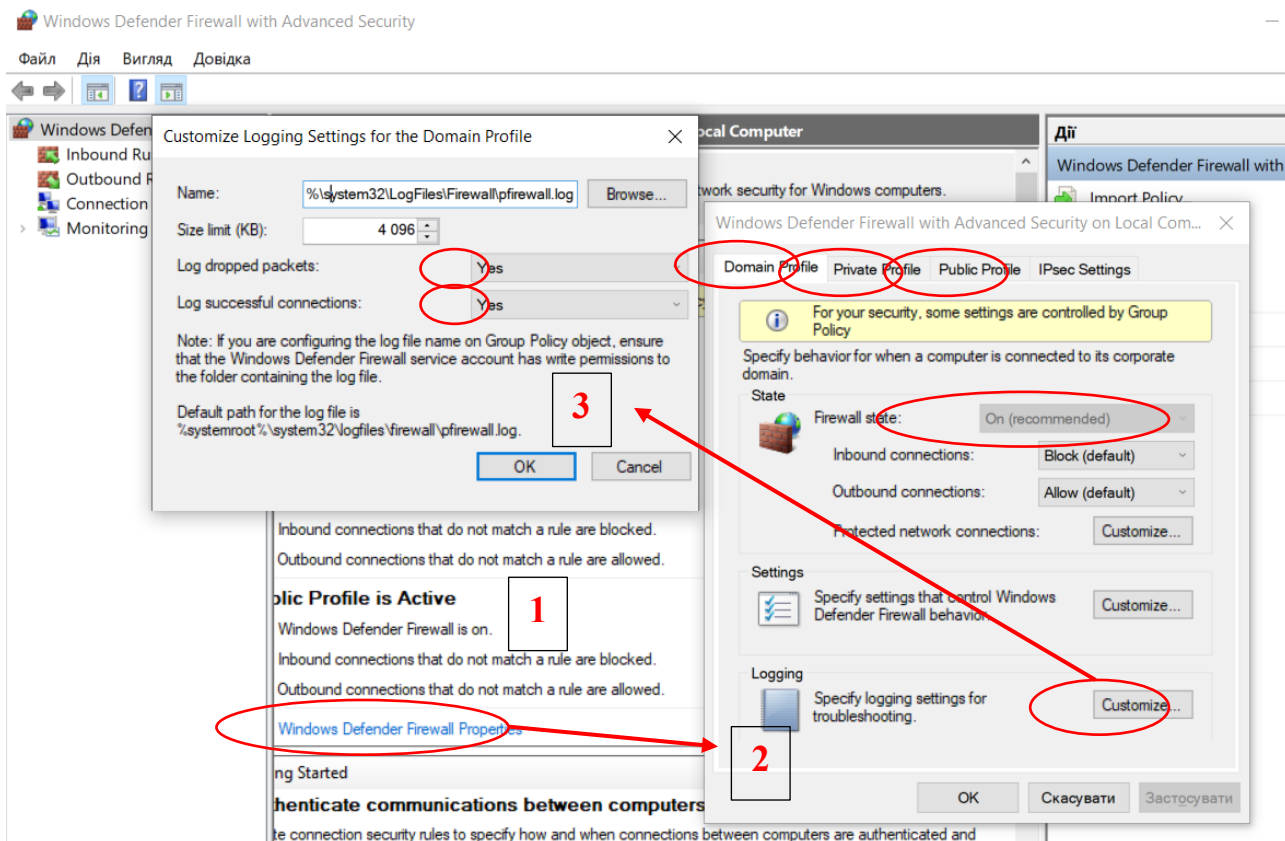 Windows Defender Firewall with Advanced Security
Файл Дія Вигляд Довідка
Windows Defen
Inbound Ru
Outbound R
Connection
Monitoring
ocal Computer
twork security for Windows computers.
Customize Logging Settings for the Domain Profile
Name: %\system32\LogFiles\Firewall\pfirewall.log Browse...
Size limit (KB): 4 096
Log dropped packets: Yes
Log successful connections: Yes
Note: If you are configuring the log file name on Group Policy object, ensure
that the Windows Defender Firewall service account has write permissions to
the folder containing the log file.
Default path for the log file is
%systemroot%\system32\logfiles\firewall\pfirewall.log.
3
OK Cancel
Inbound connections that do not match a rule are blocked.
Outbound connections that do not match a rule are allowed.
blic Profile is Active
1
Windows Defender Firewall is on.
Inbound connections that do not match a rule are blocked.
Outbound connections that do not match a rule are allowed.
Windows Defender Firewall Properties
ng Started
henticate communications between computers
te connection security rules to specify how and when connections between computers are authenticated and
Дії
Windows Defender Firewall with
Import Policy...
Windows Defender Firewall with Advanced Security on Local Com...
Domain Profile Private Profile Public Profile IPsec Settings
For your security, some settings are controlled by Group
Policy
Specify behavior for when a computer is connected to its corporate
domain.
State
Firewall state: On (recommended)
Inbound connections: Block (default)
Outbound connections: Allow (default)
Protected network connections: Customize...
Settings
Specify settings that control Windows
Defender Firewall behavior.
Customize...
Logging
Specify logging settings for
troubleshooting.
Customize...
2
OK Скасувати Застосувати